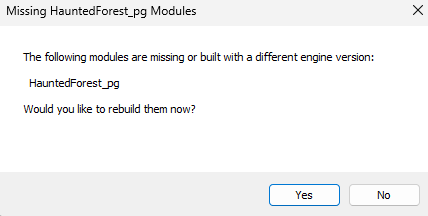 Missing HauntedForest_pg Modules
The following modules are missing or built with a different engine version:
HauntedForest_pg
Would you like to rebuild them now?
Yes
No